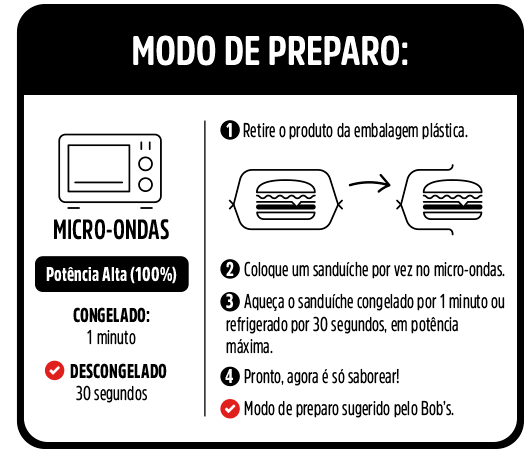 MODO DE PREPARO:
MICRO-ONDAS
Potência Alta (100%)
CONGELADO:
1 minuto
DESCONGELADO
30 segundos
1 Retire o produto da embalagem plástica.
2 Coloque um sanduíche por vez no micro-ondas.
3 Aqueça o sanduíche congelado por 1 minuto ou
refrigerado por 30 segundos, em potência
máxima.
4 Pronto, agora é só saborear!
Modo de preparo sugerido pelo Bob's.